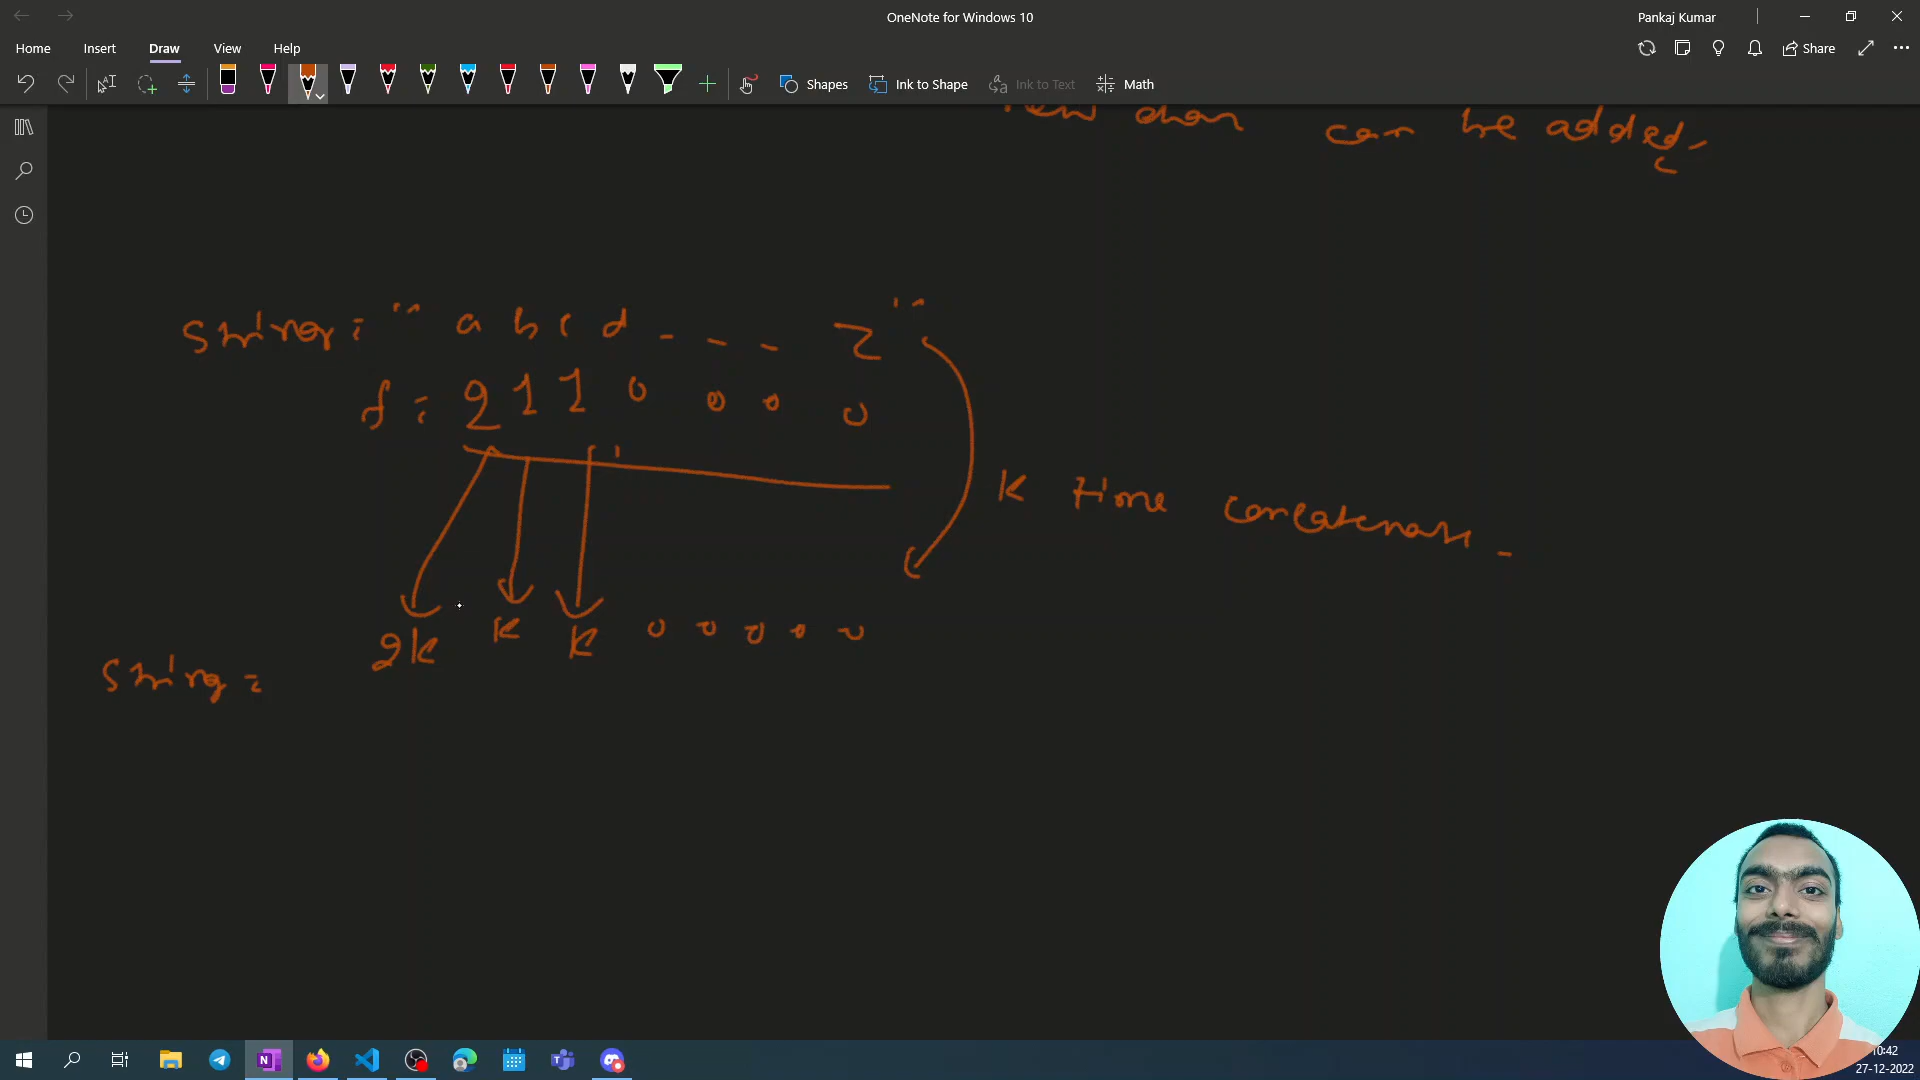 OneNote for Windows 10
Pankaj Kumar
Home Insert Draw View Help
Share
Shapes Ink to Shape Ink to Text Math
can be added
String = " a b c d - - - z "
f = 2 1 1 0 0 0 0
K time concatenate
2K K K 0 0 0 0 0
String =
10:42
27-12-2022